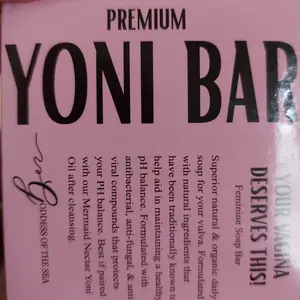 PREMIUM
YONI BAR
YOUR VAGINA
DESERVES THIS!
Feminine Soap Bar
Superior natural & organic daily
soap for your vulva. Formulated
with natural ingredients that
have been traditionally known to
help aid in maintaining a healthy
pH balance. Formulated with
antibacterial, anti-fungal, & anti
viral compounds that protects
your PH balance. Best if paired
with our Mermaid Nectar Yoni
Oil after cleansing.
GODDESS OF THE SEA